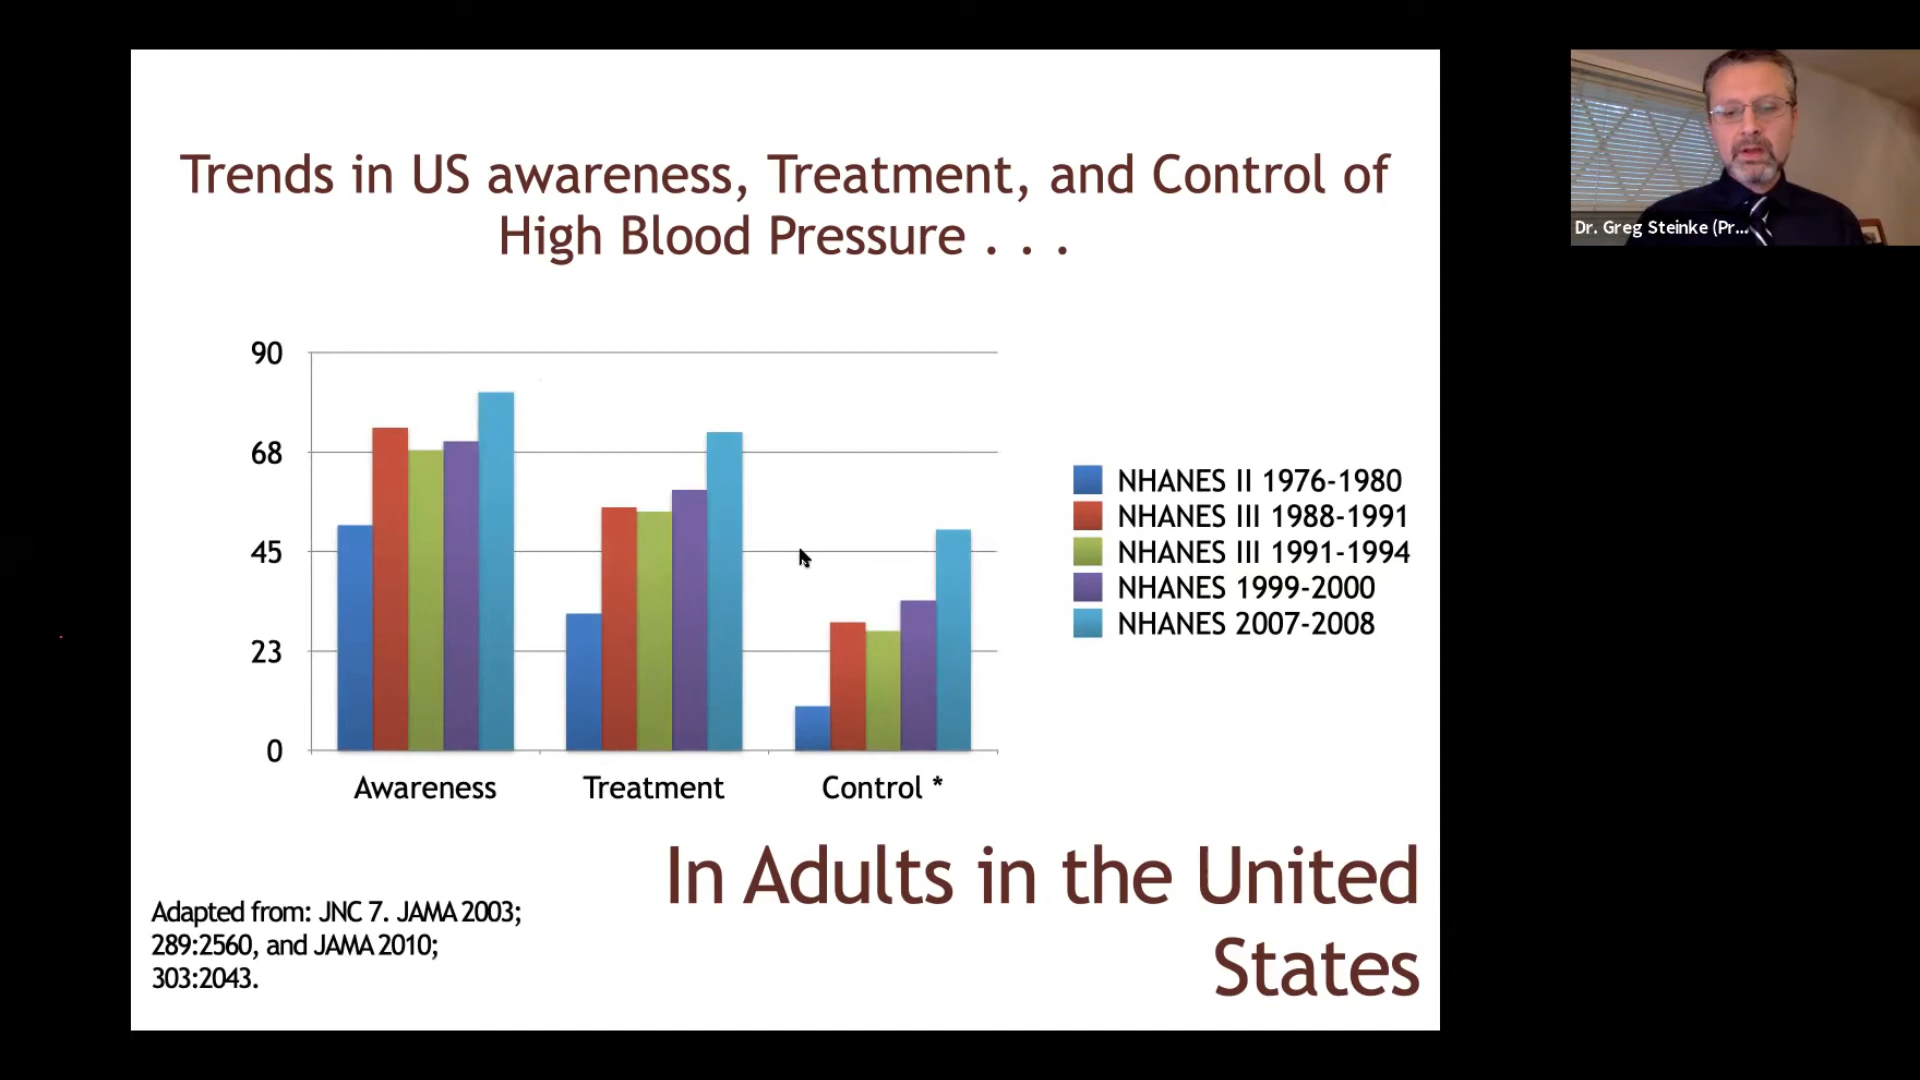 Trends in US awareness, Treatment, and Control of
High Blood Pressure . . .
90
68
45
23
0
Awareness
Treatment
Control *
NHANES II 1976-1980
NHANES III 1988-1991
NHANES III 1991-1994
NHANES 1999-2000
NHANES 2007-2008
In Adults in the United
States
Adapted from: JNC 7. JAMA 2003;
289:2560, and JAMA 2010;
303:2043.
Dr. Greg Steinke (Pr...